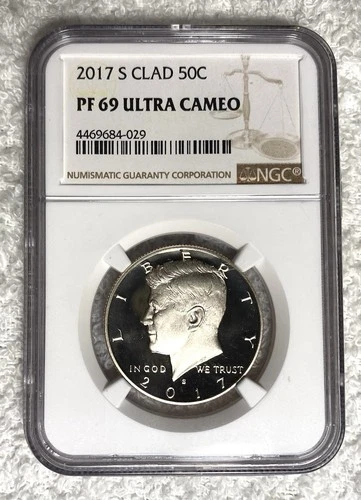 2017 S CLAD 50C
PF 69 ULTRA CAMEO
4469684-029
NUMISMATIC GUARANTY CORPORATION
NGC®
LIBERTY
IN GOD WE TRUST
S
2017